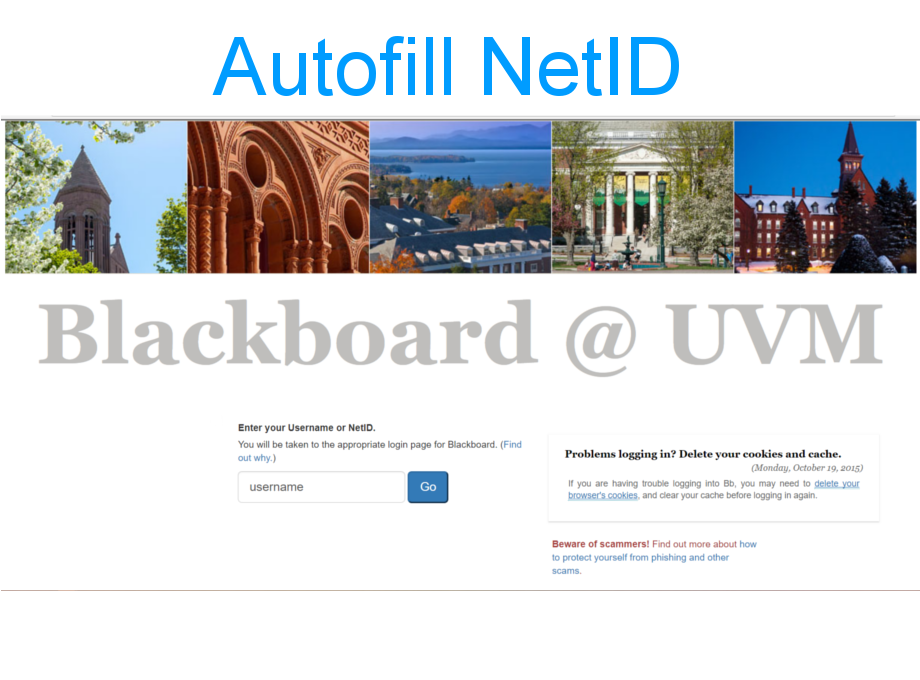 Autofill NetID
Blackboard @ UVM
Enter your Username or NetID.
You will be taken to the appropriate login page for Blackboard. (Find
out why.)
username
Go
Problems logging in? Delete your cookies and cache.
(Monday, October 19, 2015)
If you are having trouble logging into Bb, you may need to delete your
browser's cookies, and clear your cache before logging in again.
Beware of scammers! Find out more about how
to protect yourself from phishing and other
scams.